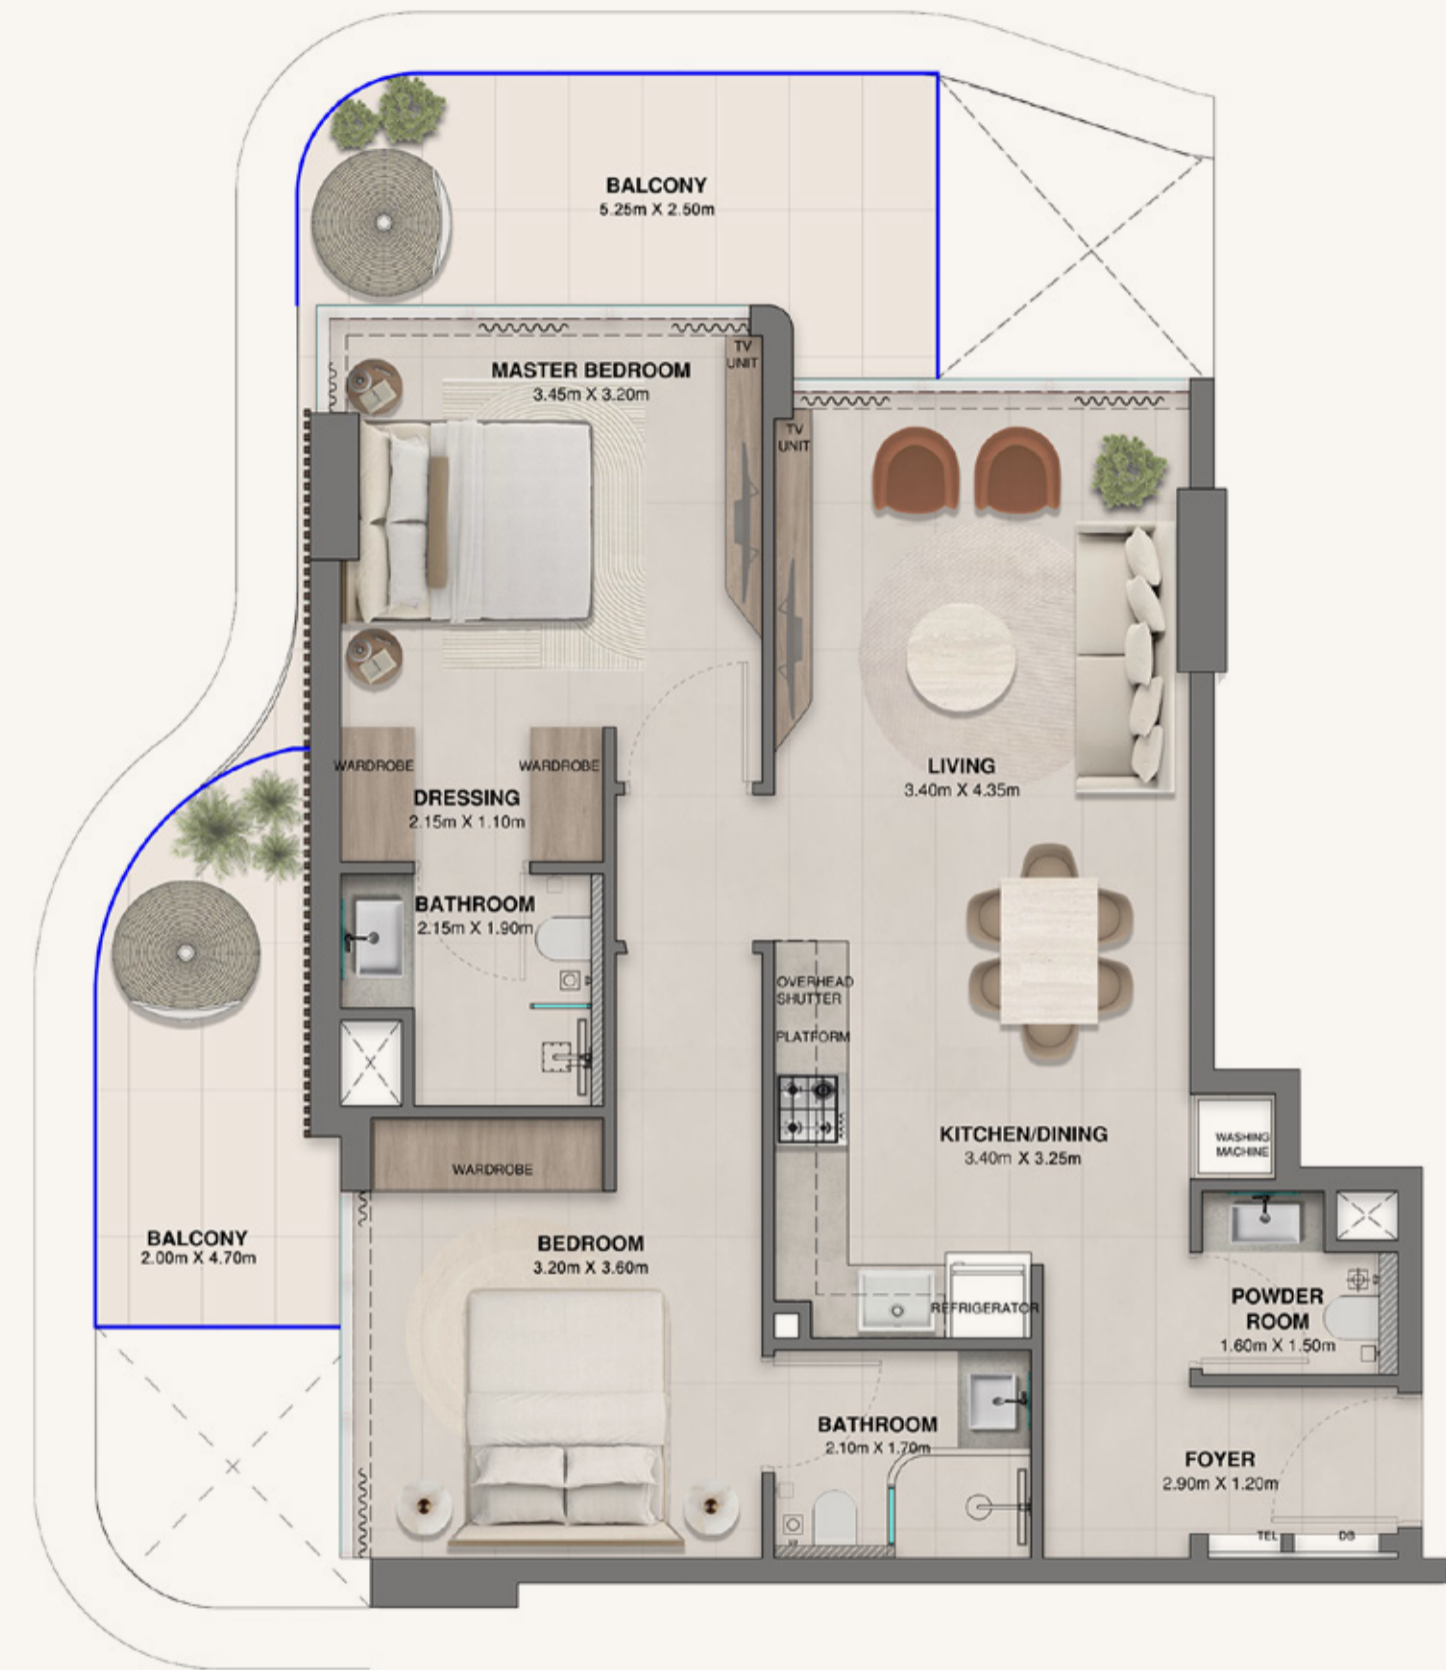 BALCONY
5.25m X 2.50m
MASTER BEDROOM
3.45m X 3.20m
TV
UNIT
TV
UNIT
LIVING
3.40m X 4.35m
WARDROBE
WARDROBE
DRESSING
2.15m X 1.10m
BATHROOM
2.15m X 1.90m
OVERHEAD
SHUTTER
PLATFORM
KITCHEN/DINING
3.40m X 3.25m
WASHING
MACHINE
WARDROBE
BALCONY
2.00m X 4.70m
BEDROOM
3.20m X 3.60m
REFRIGERATOR
POWDER
ROOM
1.60m X 1.50m
BATHROOM
2.10m X 1.70m
FOYER
2.90m X 1.20m
TEL
DB